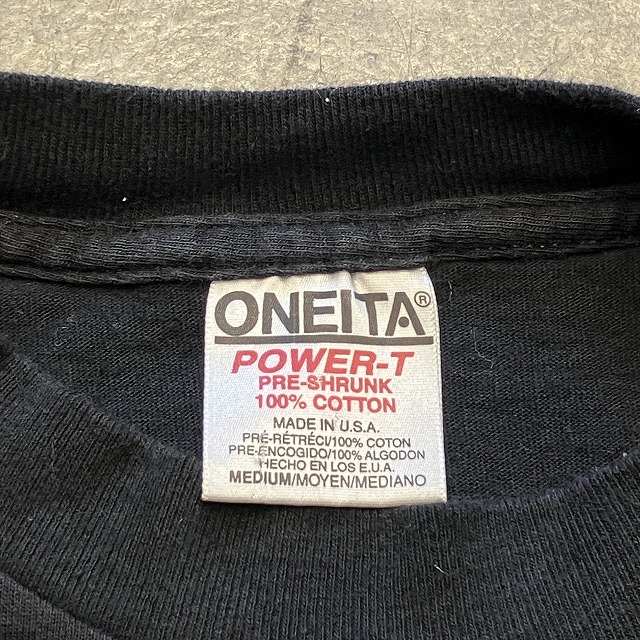 ONEITA®
POWER-T
PRE-SHRUNK
100% COTTON
MADE IN U.S.A.
PRÉ-RÉTRÉCI/100% COTON
PRE-ENCOGIDO/100% ALGODON
HECHO EN LOS E.U.A.
MEDIUM/MOYEN/MEDIANO